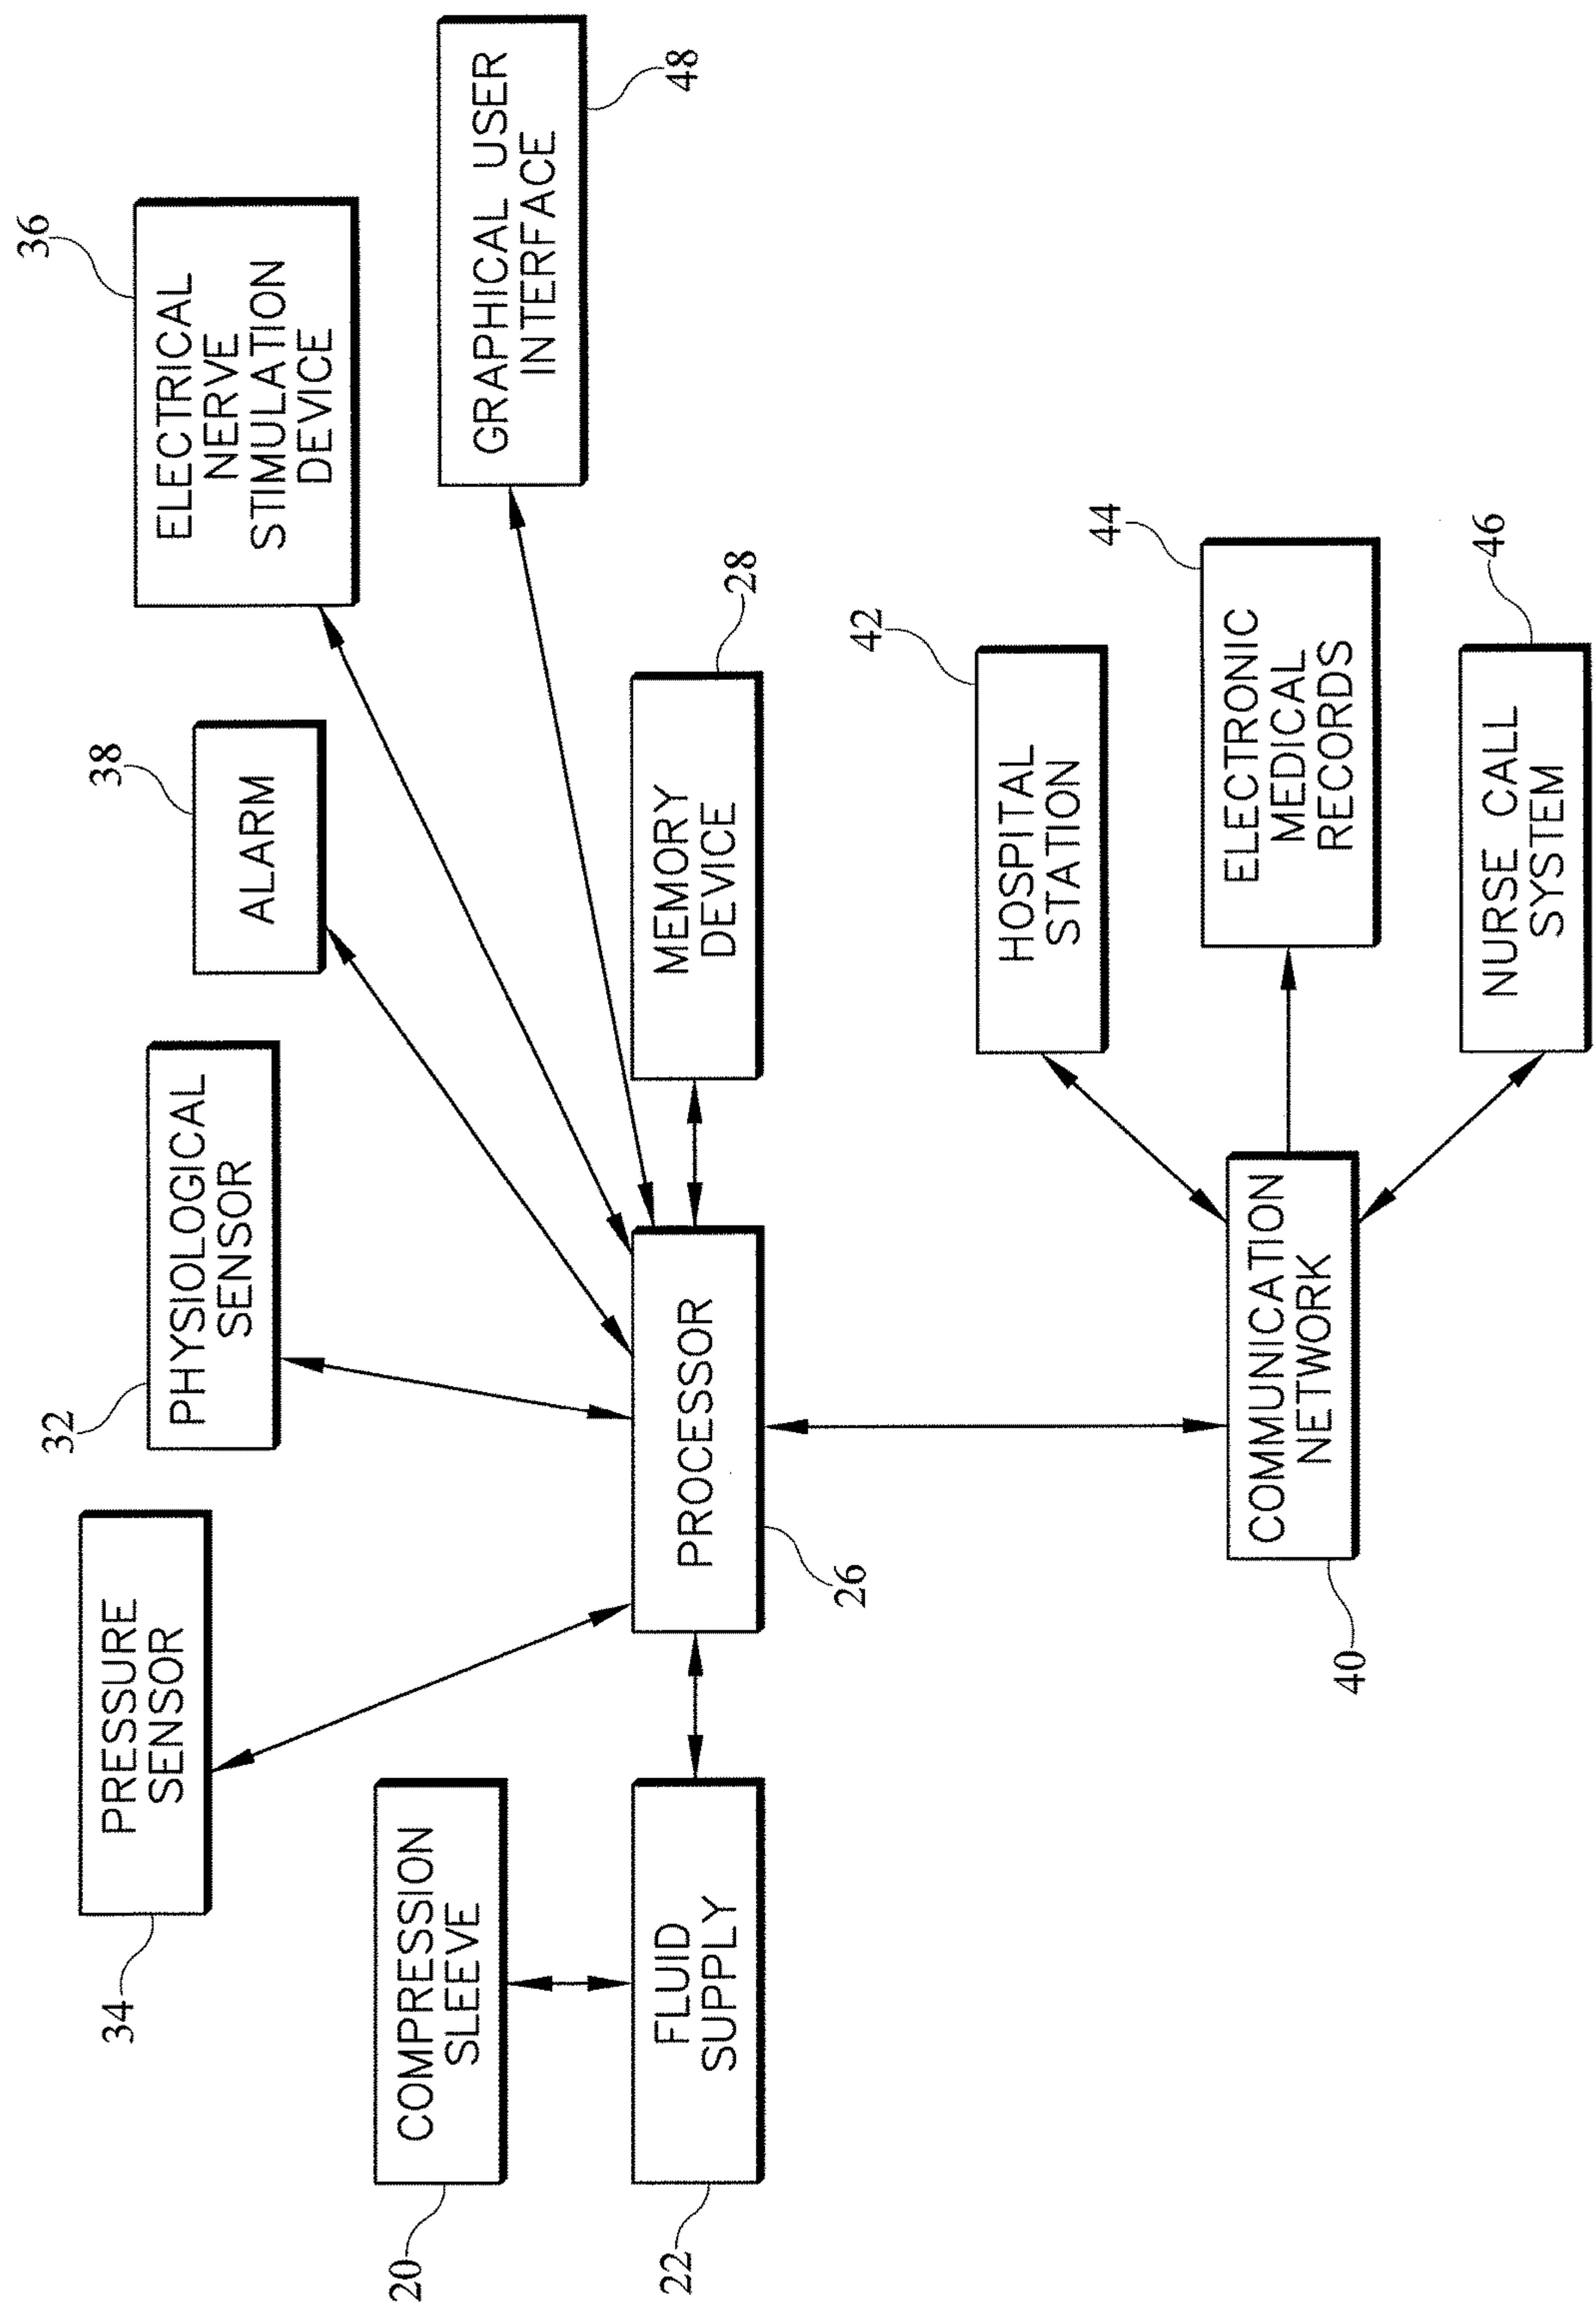 34
PRESSURE
SENSOR
32
PHYSIOLOGICAL
SENSOR
38
ALARM
36
ELECTRICAL
NERVE
STIMULATION
DEVICE
20
COMPRESSION
SLEEVE
GRAPHICAL USER
INTERFACE
48
22
FLUID
SUPPLY
PROCESSOR
26
MEMORY
DEVICE
28
42
HOSPITAL
STATION
40
COMMUNICATION
NETWORK
44
ELECTRONIC
MEDICAL
RECORDS
46
NURSE CALL
SYSTEM